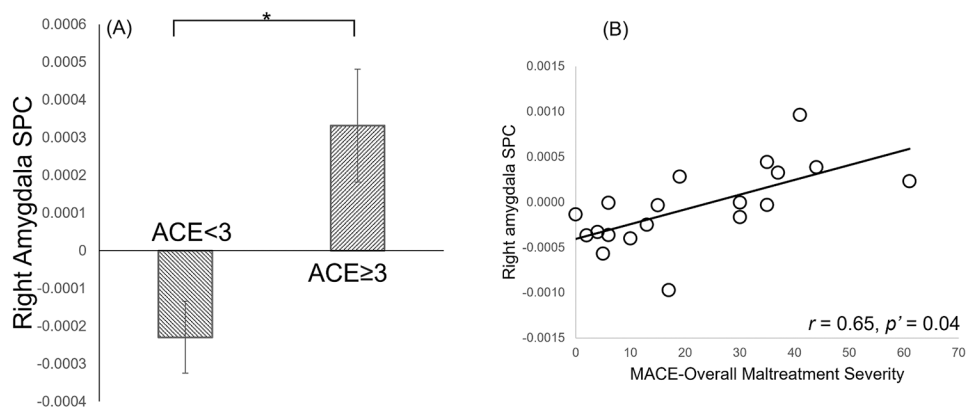 (A)
*
Right Amygdala SPC
0.0006
0.0005
0.0004
0.0003
0.0002
0.0001
0
-0.0001
-0.0002
-0.0003
-0.0004
ACE<3
ACE≥3
(B)
Right amygdala SPC
0.0015
0.0010
0.0005
0.0000
-0.0005
-0.0010
-0.0015
r = 0.65, p’ = 0.04
0 10 20 30 40 50 60 70
MACE-Overall Maltreatment Severity